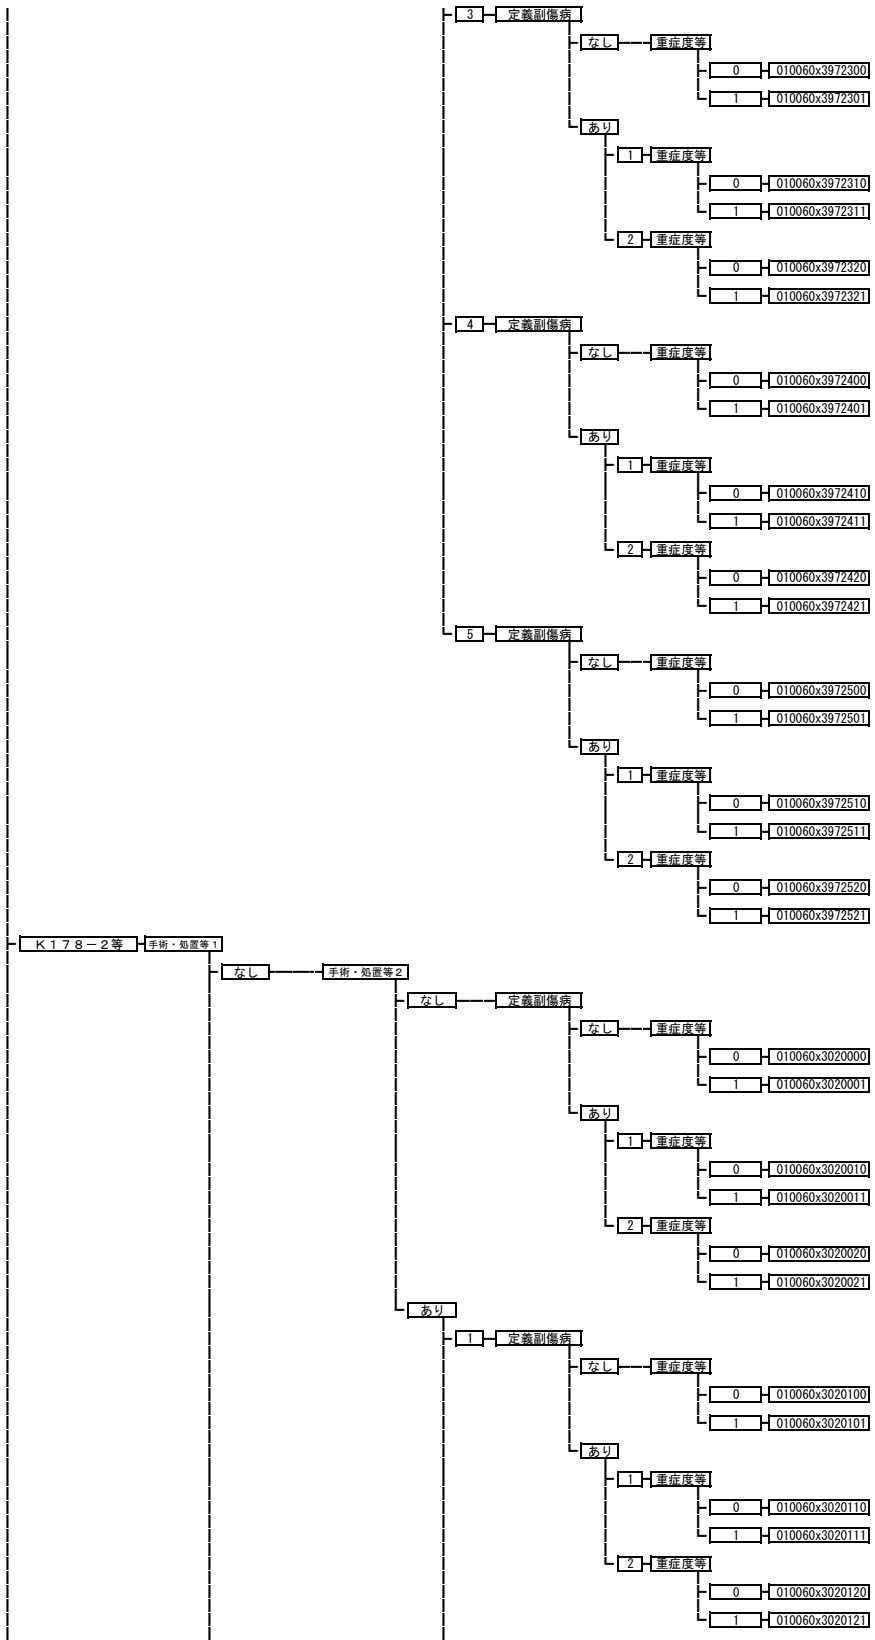 3 定義副傷病
なし 重症度等
0 010060x3972300
1 010060x3972301
あり
1 重症度等
0 010060x3972310
1 010060x3972311
2 重症度等
0 010060x3972320
1 010060x3972321
4 定義副傷病
なし 重症度等
0 010060x3972400
1 010060x3972401
あり
1 重症度等
0 010060x3972410
1 010060x3972411
2 重症度等
0 010060x3972420
1 010060x3972421
5 定義副傷病
なし 重症度等
0 010060x3972500
1 010060x3972501
あり
1 重症度等
0 010060x3972510
1 010060x3972511
2 重症度等
0 010060x3972520
1 010060x3972521
K178-2等 手術・処置等1
なし 手術・処置等2
なし 定義副傷病
なし 重症度等
0 010060x3020000
1 010060x3020001
あり
1 重症度等
0 010060x3020010
1 010060x3020011
2 重症度等
0 010060x3020020
1 010060x3020021
あり
1 定義副傷病
なし 重症度等
0 010060x3020100
1 010060x3020101
あり
1 重症度等
0 010060x3020110
1 010060x3020111
2 重症度等
0 010060x3020120
1 010060x3020121